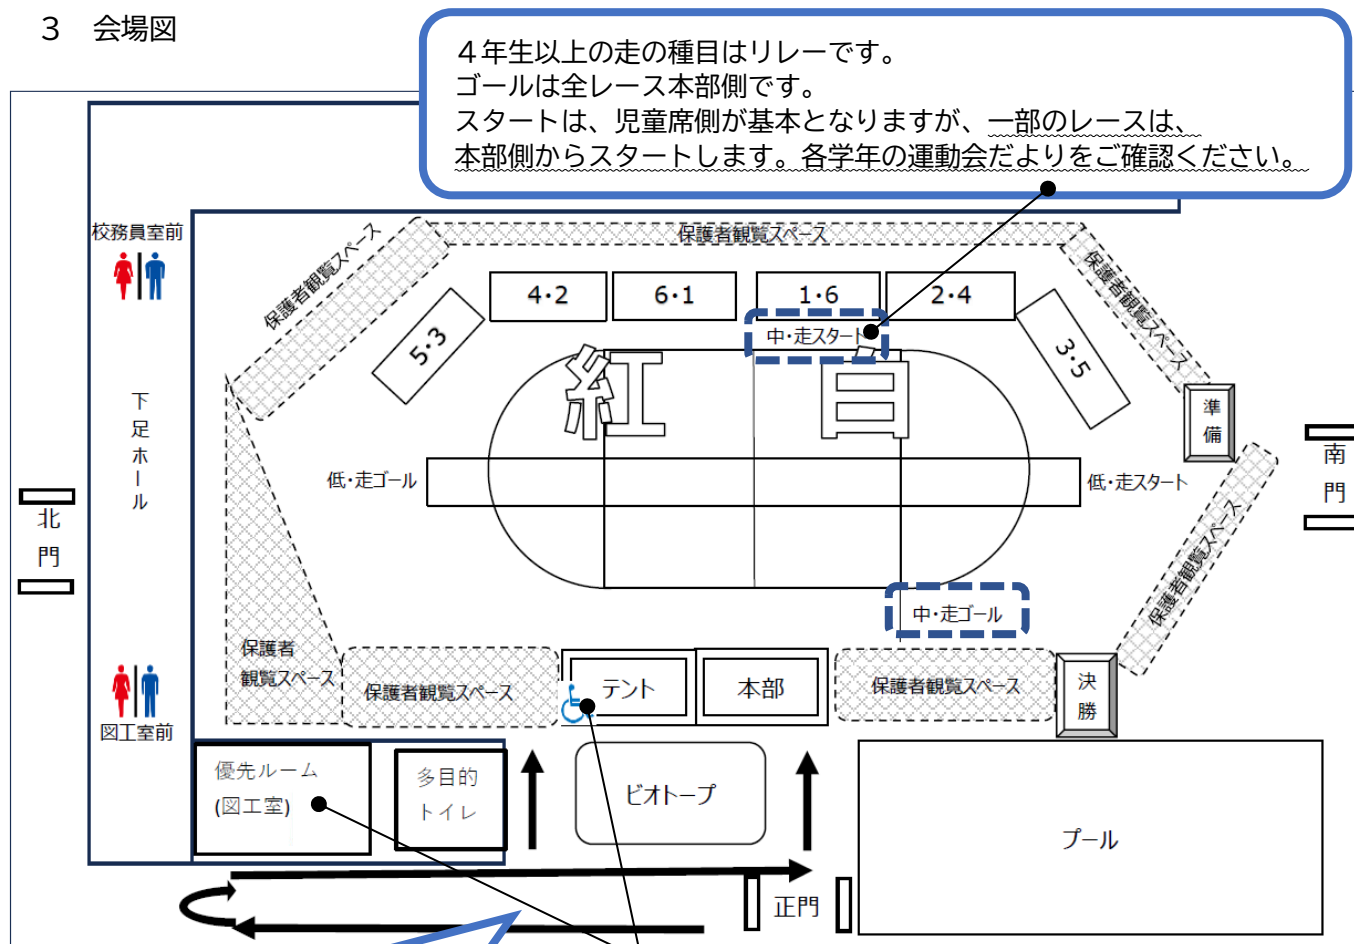 ３　会場図
４年生以上の走の種目はリレーです。
ゴールは全レース本部側です。
スタートは、児童席側が基本となりますが、一部のレースは、
本部側からスタートします。各学年の運動会だよりをご確認ください。
校務員室前
保護者観覧スペース
保護者観覧スペース
保護者観覧スペース
4・2
6・1
1・6
2・4
5・3
3・5
中・走スタート
紅
白
準備
下足ホール
低・走ゴール
低・走スタート
北門
南門
保護者観覧スペース
中・走ゴール
保護者
観覧スペース
保護者観覧スペース
テント
本部
保護者観覧スペース
決勝
図工室前
優先ルーム
(図工室)
多目的
トイレ
ビオトープ
プール
正門